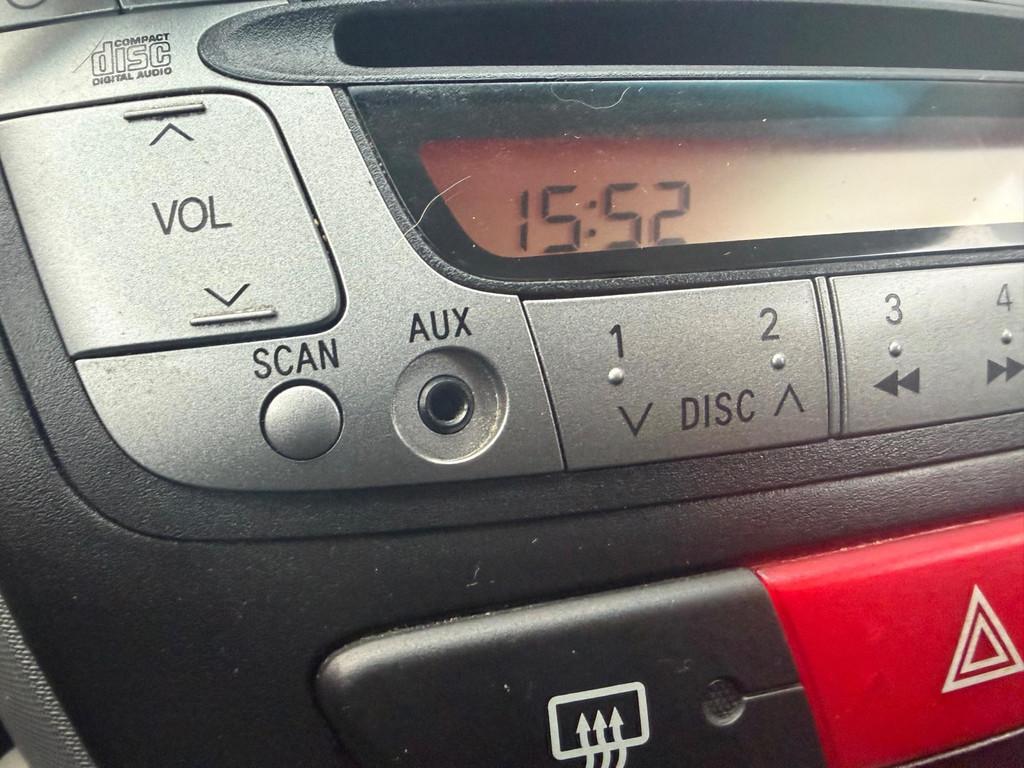 COMPACT
disc
DIGITAL AUDIO
VOL
15:52
SCAN
AUX
1
2
3
4
DISC